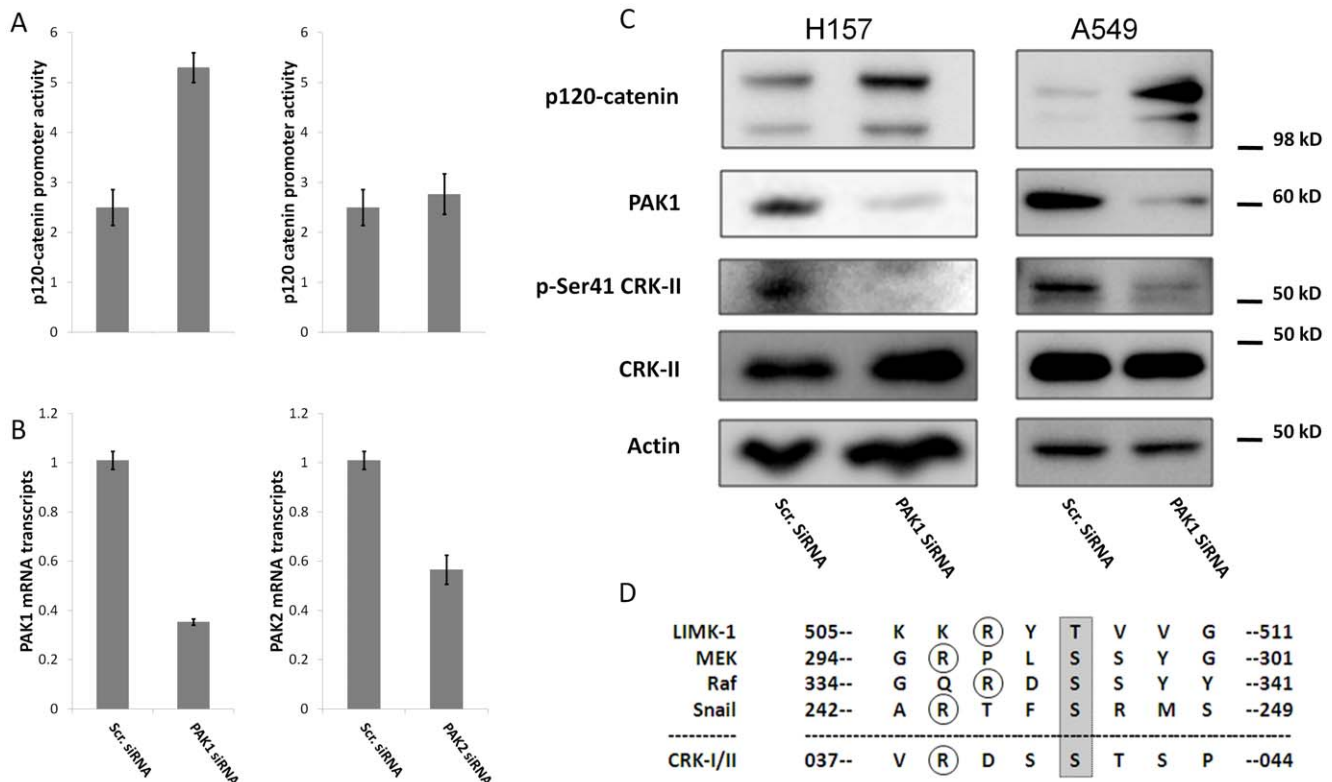 A
p120-catenin promoter activity
6
5
4
3
2
1
0
p120 catenin promoter activity
6
5
4
3
2
1
0
B
PAK1 mRNA transcripts
1.2
1
0.8
0.6
0.4
0.2
0
Scr. siRNA
PAK1 siRNA
PAK2 mRNA transcripts
1.2
1
0.8
0.6
0.4
0.2
0
Scr. siRNA
PAK2 siRNA
C
H157 A549
p120-catenin
98 kD
PAK1
60 kD
p-Ser41 CRK-II
50 kD
50 kD
CRK-II
Actin
50 kD
Scr. SiRNA
PAK1 SiRNA
Scr. SiRNA
PAK1 SiRNA
D
LIMK-1 505-- K K R Y T V V G --511
MEK 294-- G R P L S S Y G --301
Raf 334-- G Q R D S S Y Y --341
Snail 242-- A R T F S R M S --249
CRK-I/II 037-- V R D S S T S P --044